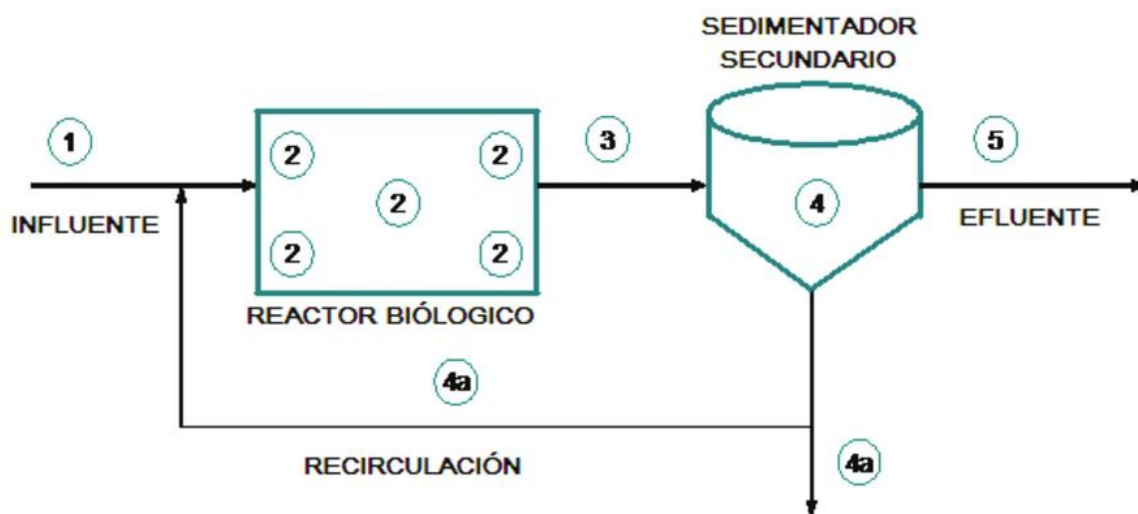 SEDIMENTADOR
SECUNDARIO
1
2
2
3
5
2
4
INFLUENTE
EFLUENTE
2
2
REACTOR BIÓLOGICO
4a
RECIRCULACIÓN
4a